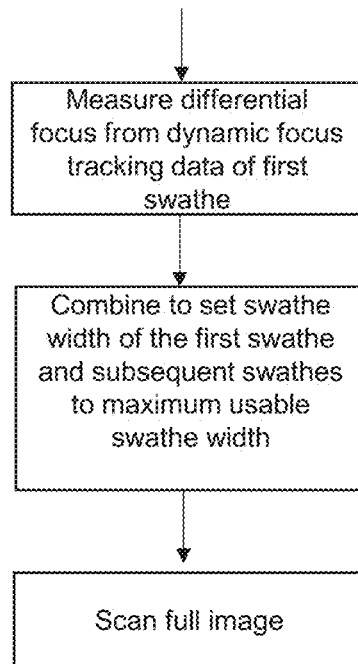 Measure differential
focus from dynamic focus
tracking data of first
swathe
Combine to set swathe
width of the first swathe
and subsequent swathes
to maximum usable
swathe width
Scan full image